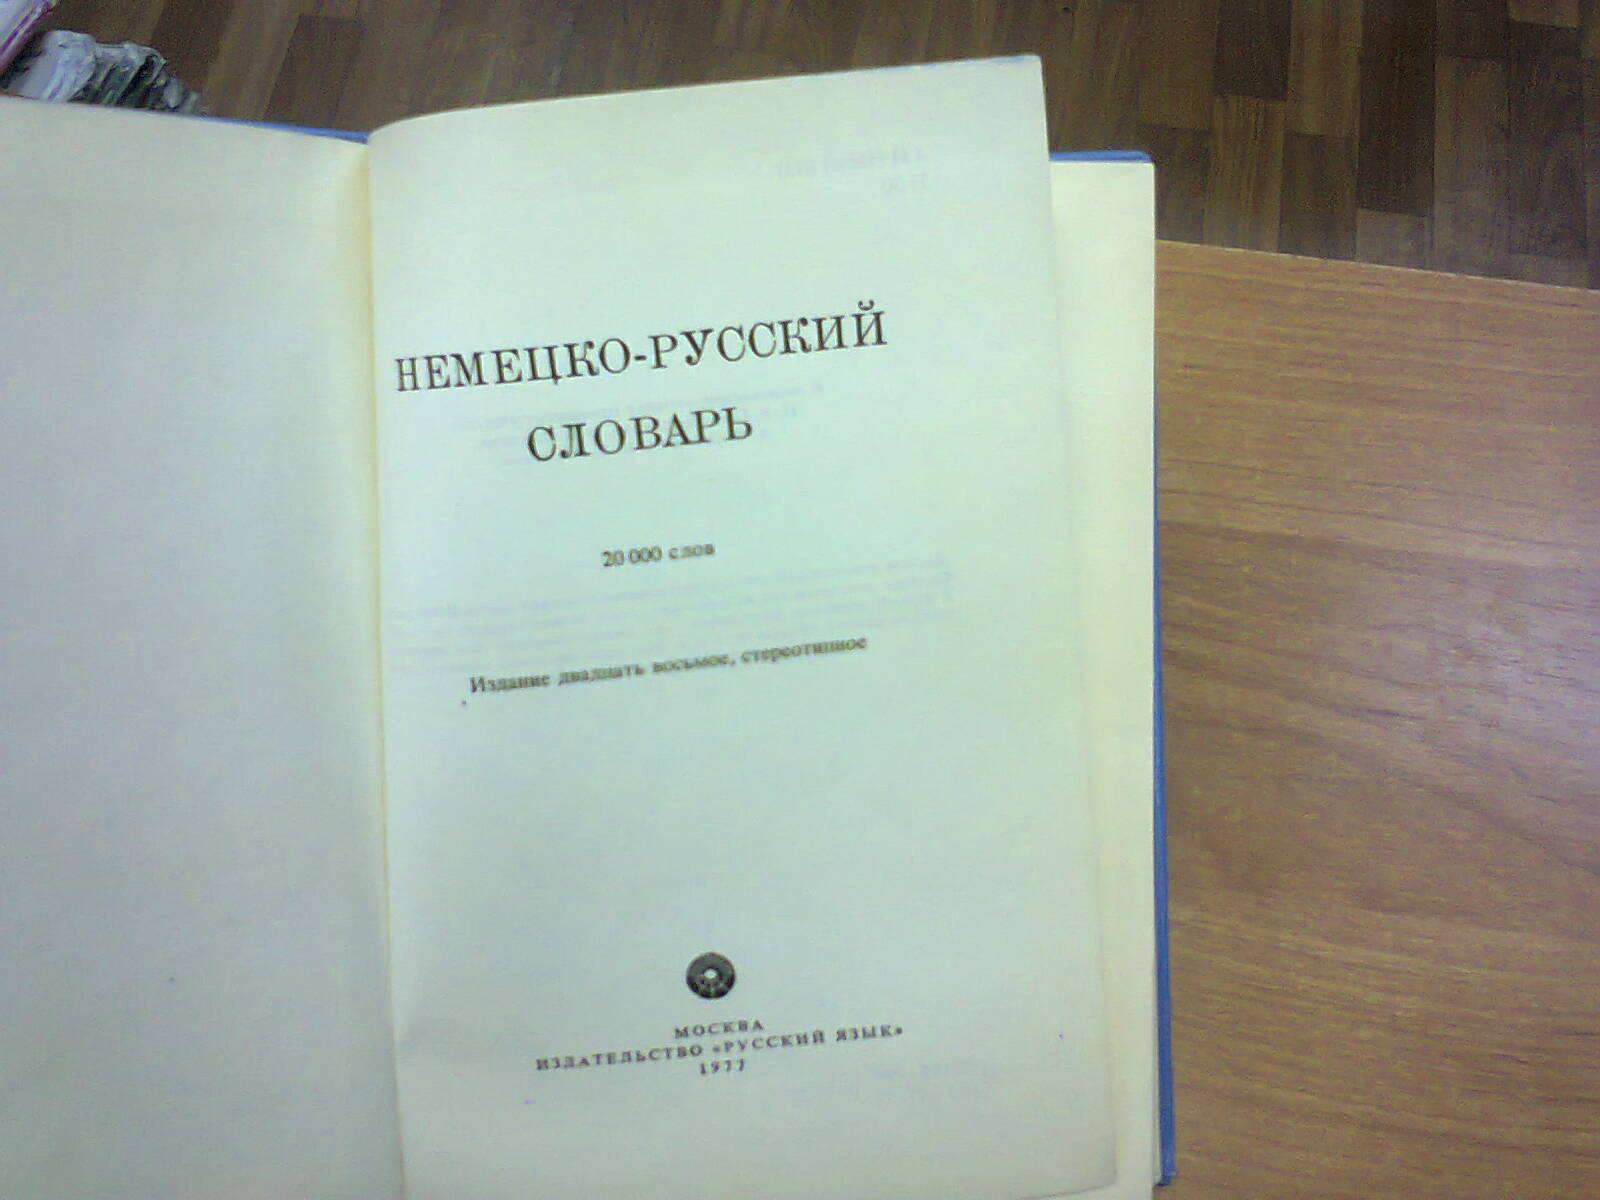 НЕМЕЦКО-РУССКИЙ
СЛОВАРЬ
20 000 слов
Издание двадцать восьмое, стереотипное
МОСКВА
ИЗДАТЕЛЬСТВО «РУССКИЙ ЯЗЫК»
1977